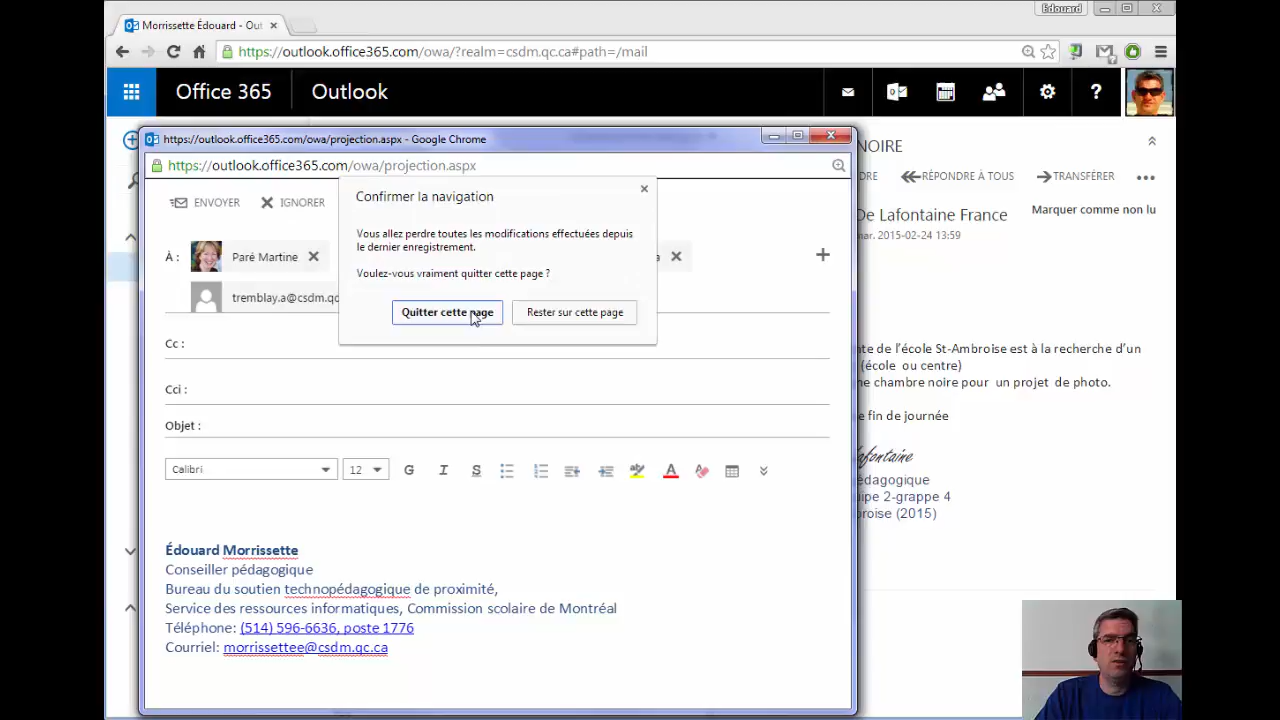 Édouard
Morrissette Édouard - Out
https://outlook.office365.com/owa/?realm=csdm.qc.ca#path=/mail
Office 365 Outlook
https://outlook.office365.com/owa/projection.aspx - Google Chrome
https://outlook.office365.com/owa/projection.aspx
ENVOYER IGNORER
Confirmer la navigation
Vous allez perdre toutes les modifications effectuées depuis
le dernier enregistrement.
Voulez-vous vraiment quitter cette page ?
Quitter cette page Rester sur cette page
À : Paré Martine a
tremblay.a@csdm.qc
Cc :
Cci :
Objet :
Calibri 12 G I S A
Édouard Morrissette
Conseiller pédagogique
Bureau du soutien technopédagogique de proximité,
Service des ressources informatiques, Commission scolaire de Montréal
Téléphone: (514) 596-6636, poste 1776
Courriel: morrissettee@csdm.qc.ca
NOIRE
DRE RÉPONDRE À TOUS TRANSFÉRER
De Lafontaine France
Marquer comme non lu
mar. 2015-02-24 13:59
nte de l'école St-Ambroise est à la recherche d'un
(école ou centre)
ne chambre noire pour un projet de photo.
e fin de journée
afontaine
édagogique
uipe 2-grappe 4
broise (2015)